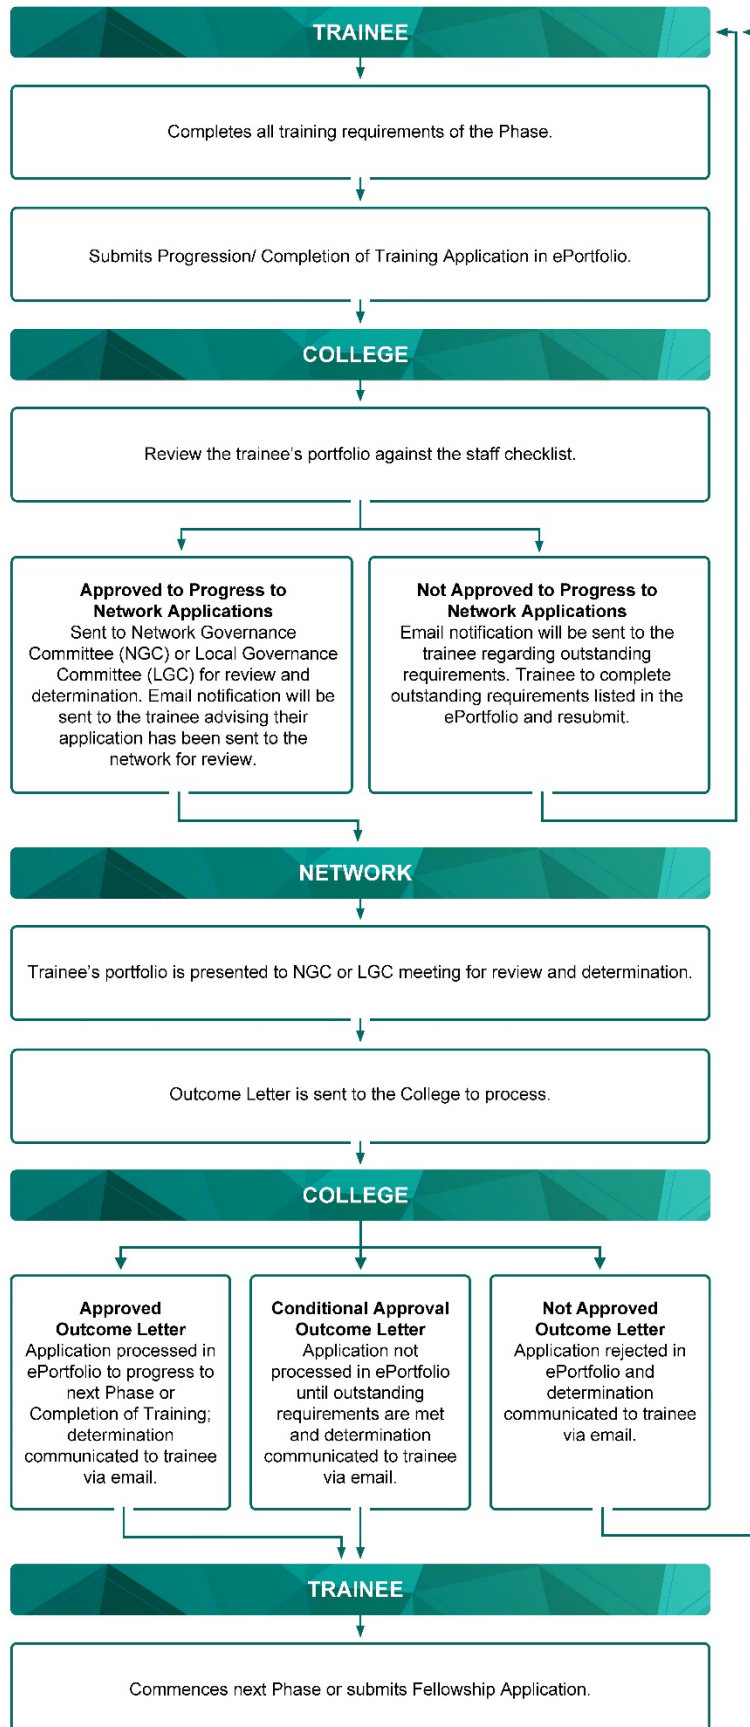 TRAINEE
Completes all training requirements of the Phase.
Submits Progression/ Completion of Training Application in ePortfolio.
COLLEGE
Review the trainee's portfolio against the staff checklist.
Approved to Progress to
Network Applications
Sent to Network Governance
Committee (NGC) or Local Governance
Committee (LGC) for review and
determination. Email notification will be
sent to the trainee advising their
application has been sent to the
network for review.
Not Approved to Progress to
Network Applications
Email notification will be sent to the
trainee regarding outstanding
requirements. Trainee to complete
outstanding requirements listed in the
ePortfolio and resubmit.
NETWORK
Trainee's portfolio is presented to NGC or LGC meeting for review and determination.
Outcome Letter is sent to the College to process.
COLLEGE
Approved
Outcome Letter
Application processed in
ePortfolio to progress to
next Phase or
Completion of Training;
determination
communicated to trainee
via email.
Conditional Approval
Outcome Letter
Application not
processed in ePortfolio
until outstanding
requirements are met
and determination
communicated to trainee
via email.
Not Approved
Outcome Letter
Application rejected in
ePortfolio and
determination
communicated to trainee
via email.
TRAINEE
Commences next Phase or submits Fellowship Application.